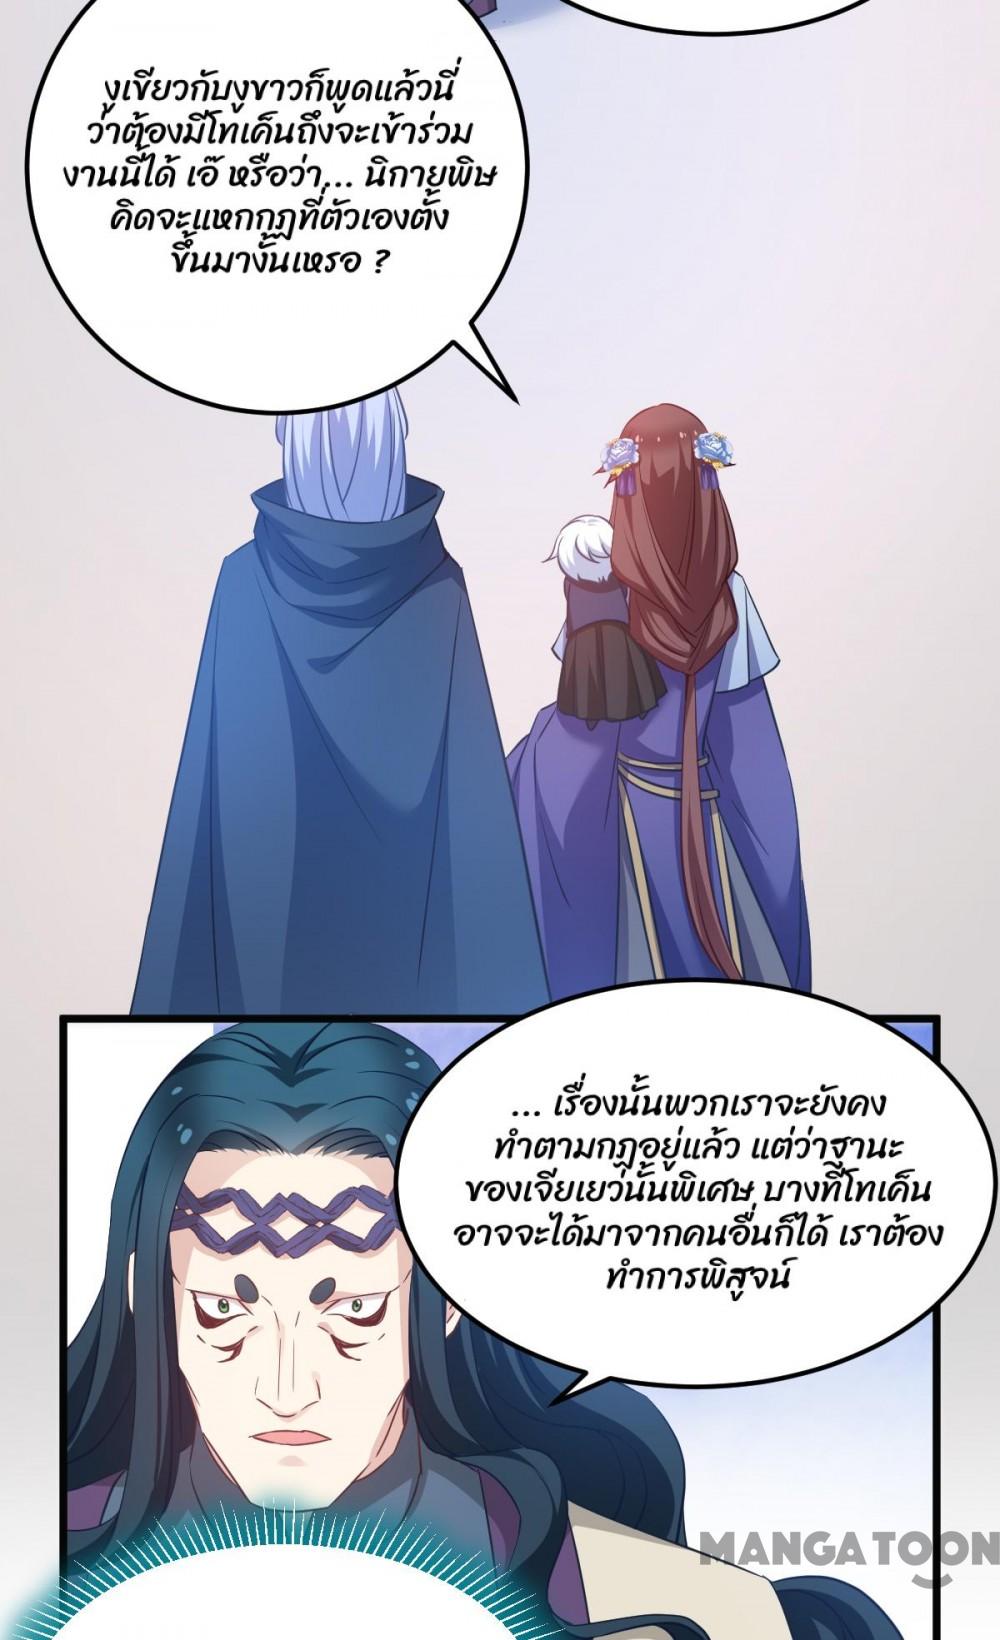 งูเขียวกับงูขาวก็พูดแล้วนี่
ว่าต้องมีโทเค็นถึงจะเข้าร่วม
งานนี้ได้ เอ๊ หรือว่า... นิกายพิษ
คิดจะแหกกฎที่ตัวเองตั้ง
ขึ้นมางั้นเหรอ ?
... เรื่องนั้นพวกเราจะยังคง
ทำตามกฎอยู่แล้ว แต่ว่าฐานะ
ของเจียเยว่นั้นพิเศษ บางทีโทเค็น
อาจจะได้มาจากคนอื่นก็ได้ เราต้อง
ทำการพิสูจน์
MANGATOON